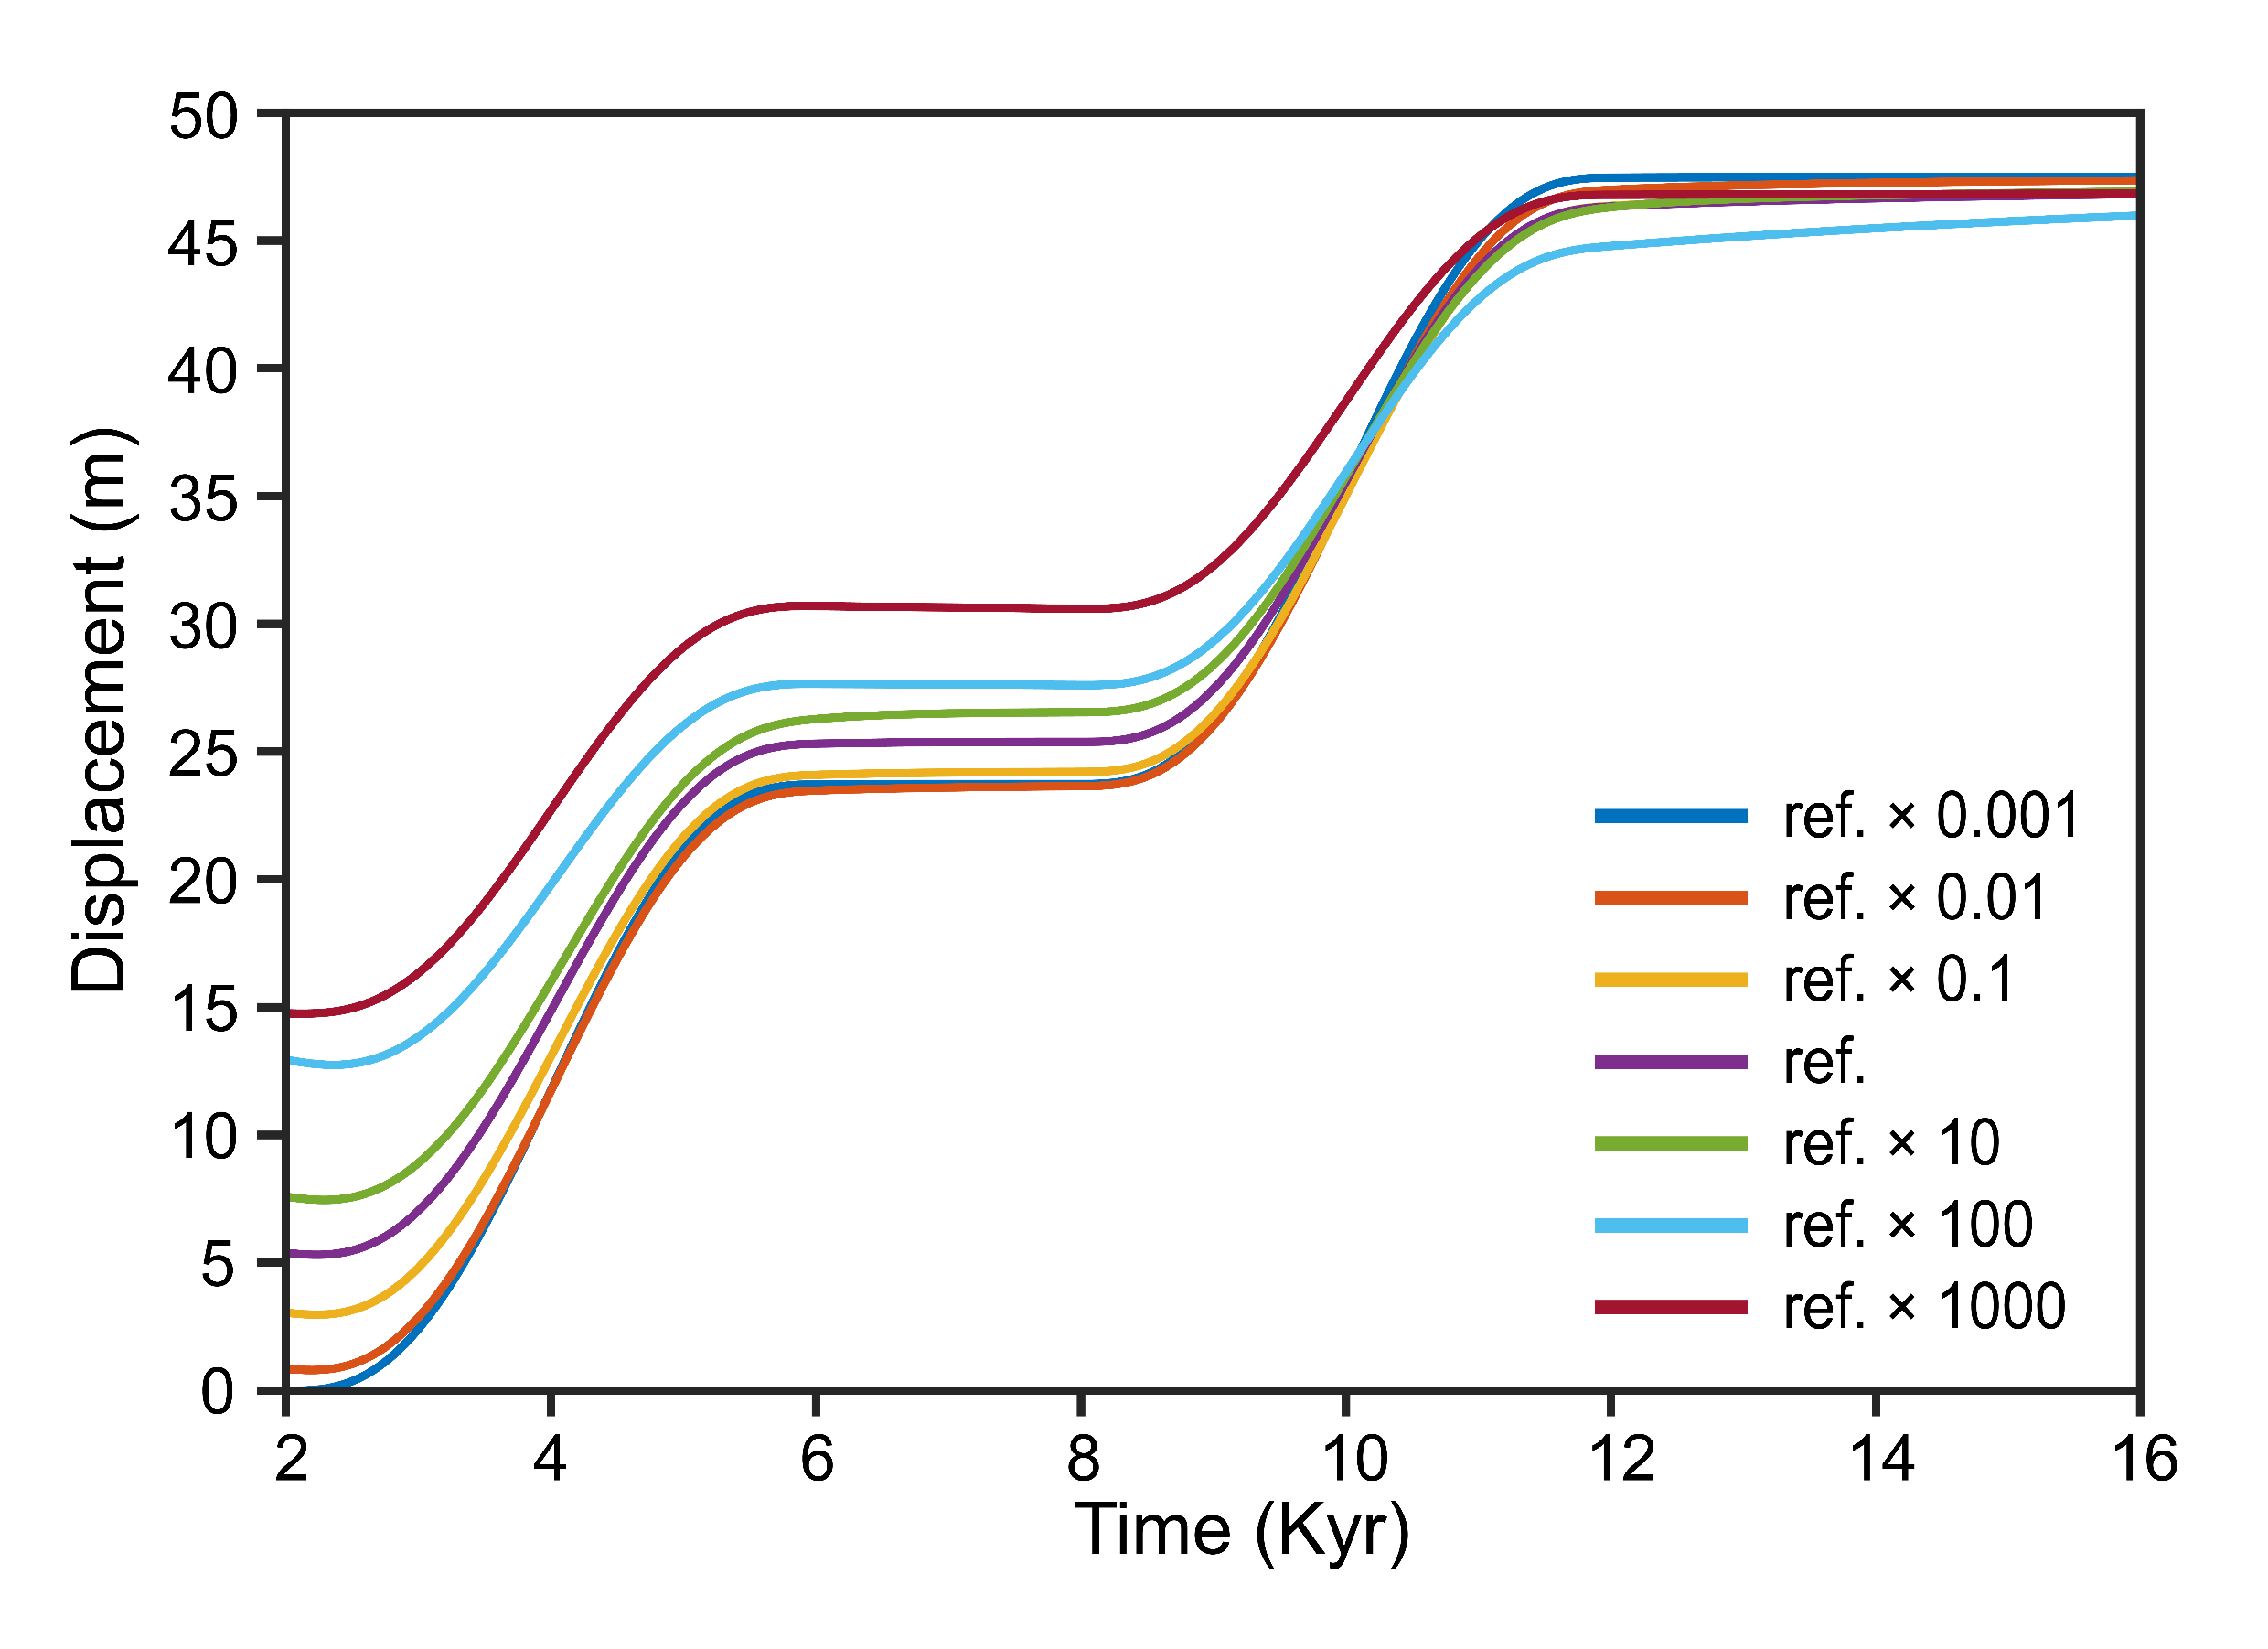 50
45
40
35
30
25
20
15
10
5
0
Displacement (m)
2 4 6 8 10 12 14 16
Time (Kyr)
ref. × 0.001
ref. × 0.01
ref. × 0.1
ref.
ref. × 10
ref. × 100
ref. × 1000